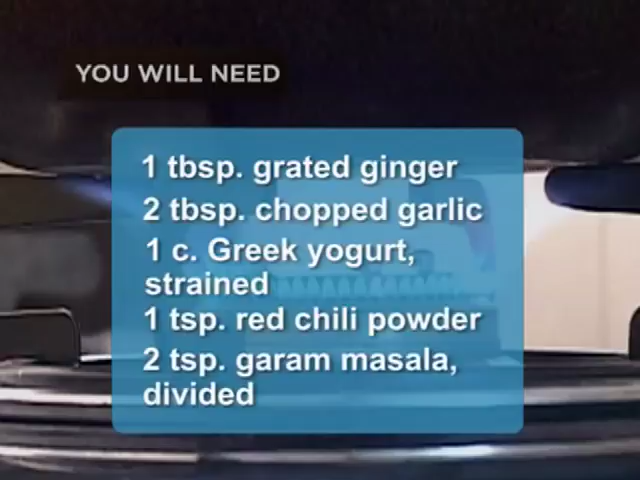 YOU WILL NEED
1 tbsp. grated ginger
2 tbsp. chopped garlic
1 c. Greek yogurt,
strained
1 tsp. red chili powder
2 tsp. garam masala,
divided